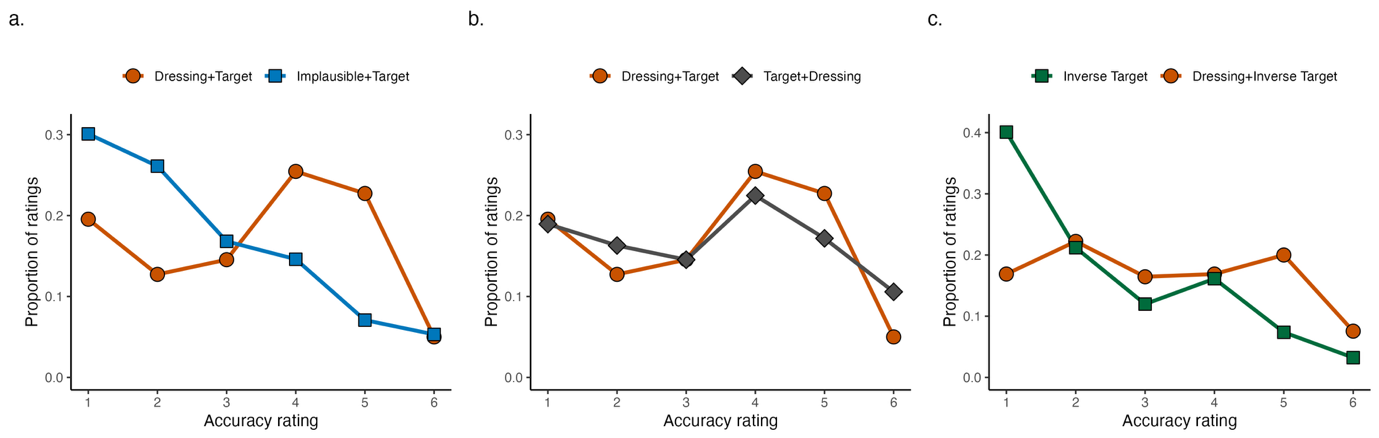 a.
Dressing+Target Implausible+Target
0.3
0.2
0.1
0.0
Proportion of ratings
1 2 3 4 5 6
Accuracy rating
b.
Dressing+Target Target+Dressing
0.3
0.2
0.1
0.0
Proportion of ratings
1 2 3 4 5 6
Accuracy rating
c.
Inverse Target Dressing+Inverse Target
0.4
0.3
0.2
0.1
0.0
Proportion of ratings
1 2 3 4 5 6
Accuracy rating